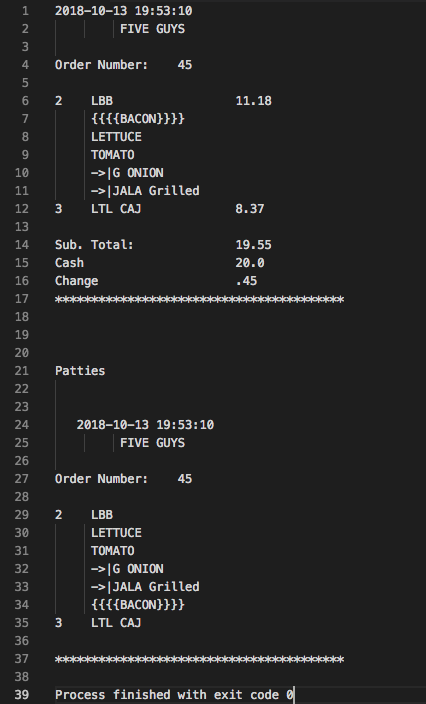 1 2018-10-13 19:53:10
2 FIVE GUYS
3
4 Order Number: 45
5
6 2 LBB 11.18
7 {{{{BACON}}}}
8 LETTUCE
9 TOMATO
10 ->|G ONION
11 ->|JALA Grilled
12 3 LTL CAJ 8.37
13
14 Sub. Total: 19.55
15 Cash 20.0
16 Change .45
17 ****************************************
18
19
20
21 Patties
22
23
24 2018-10-13 19:53:10
25 FIVE GUYS
26
27 Order Number: 45
28
29 2 LBB
30 LETTUCE
31 TOMATO
32 ->|G ONION
33 ->|JALA Grilled
34 {{{{BACON}}}}
35 3 LTL CAJ
36
37 ****************************************
38
39 Process finished with exit code 0